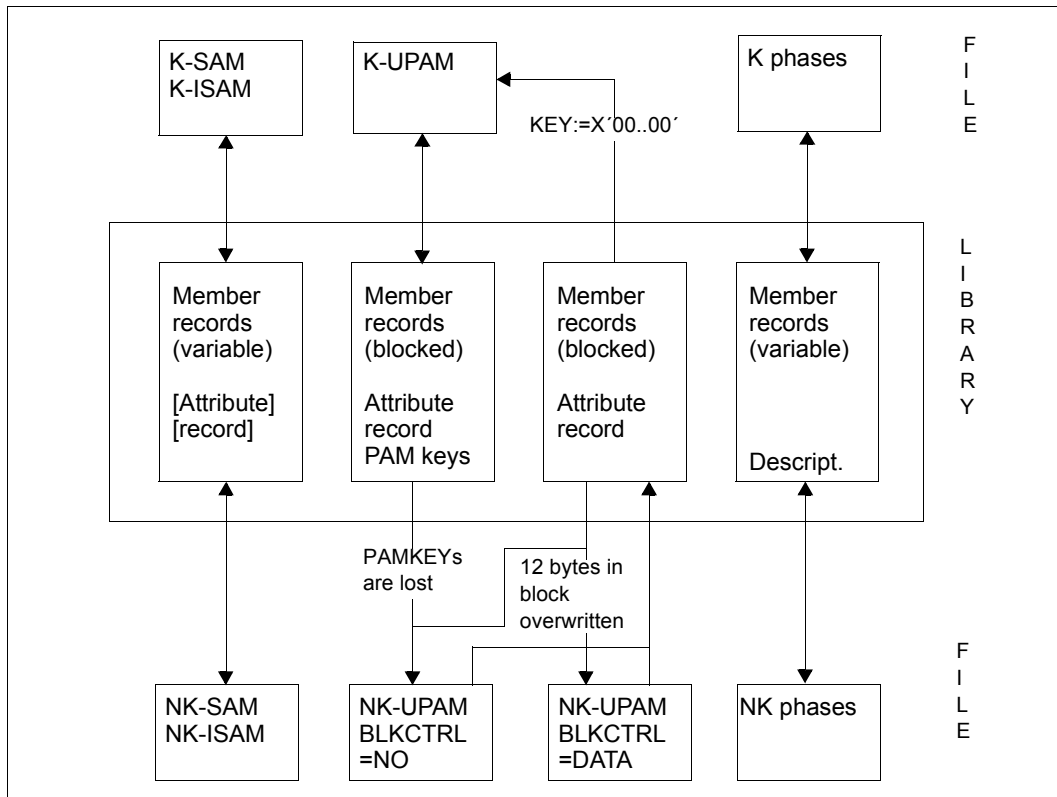 K-SAM
K-ISAM
K-UPAM
K phases
F
I
L
E
KEY:=X´00..00´
Member
records
(variable)
[Attribute]
[record]
Member
records
(blocked)
Attribute
record
PAM keys
Member
records
(blocked)
Attribute
record
Member
records
(variable)
Descript.
L
I
B
R
A
R
Y
PAMKEYs
are lost
12 bytes in
block
overwritten
NK-SAM
NK-ISAM
NK-UPAM
BLKCTRL
=NO
NK-UPAM
BLKCTRL
=DATA
NK phases
F
I
L
E